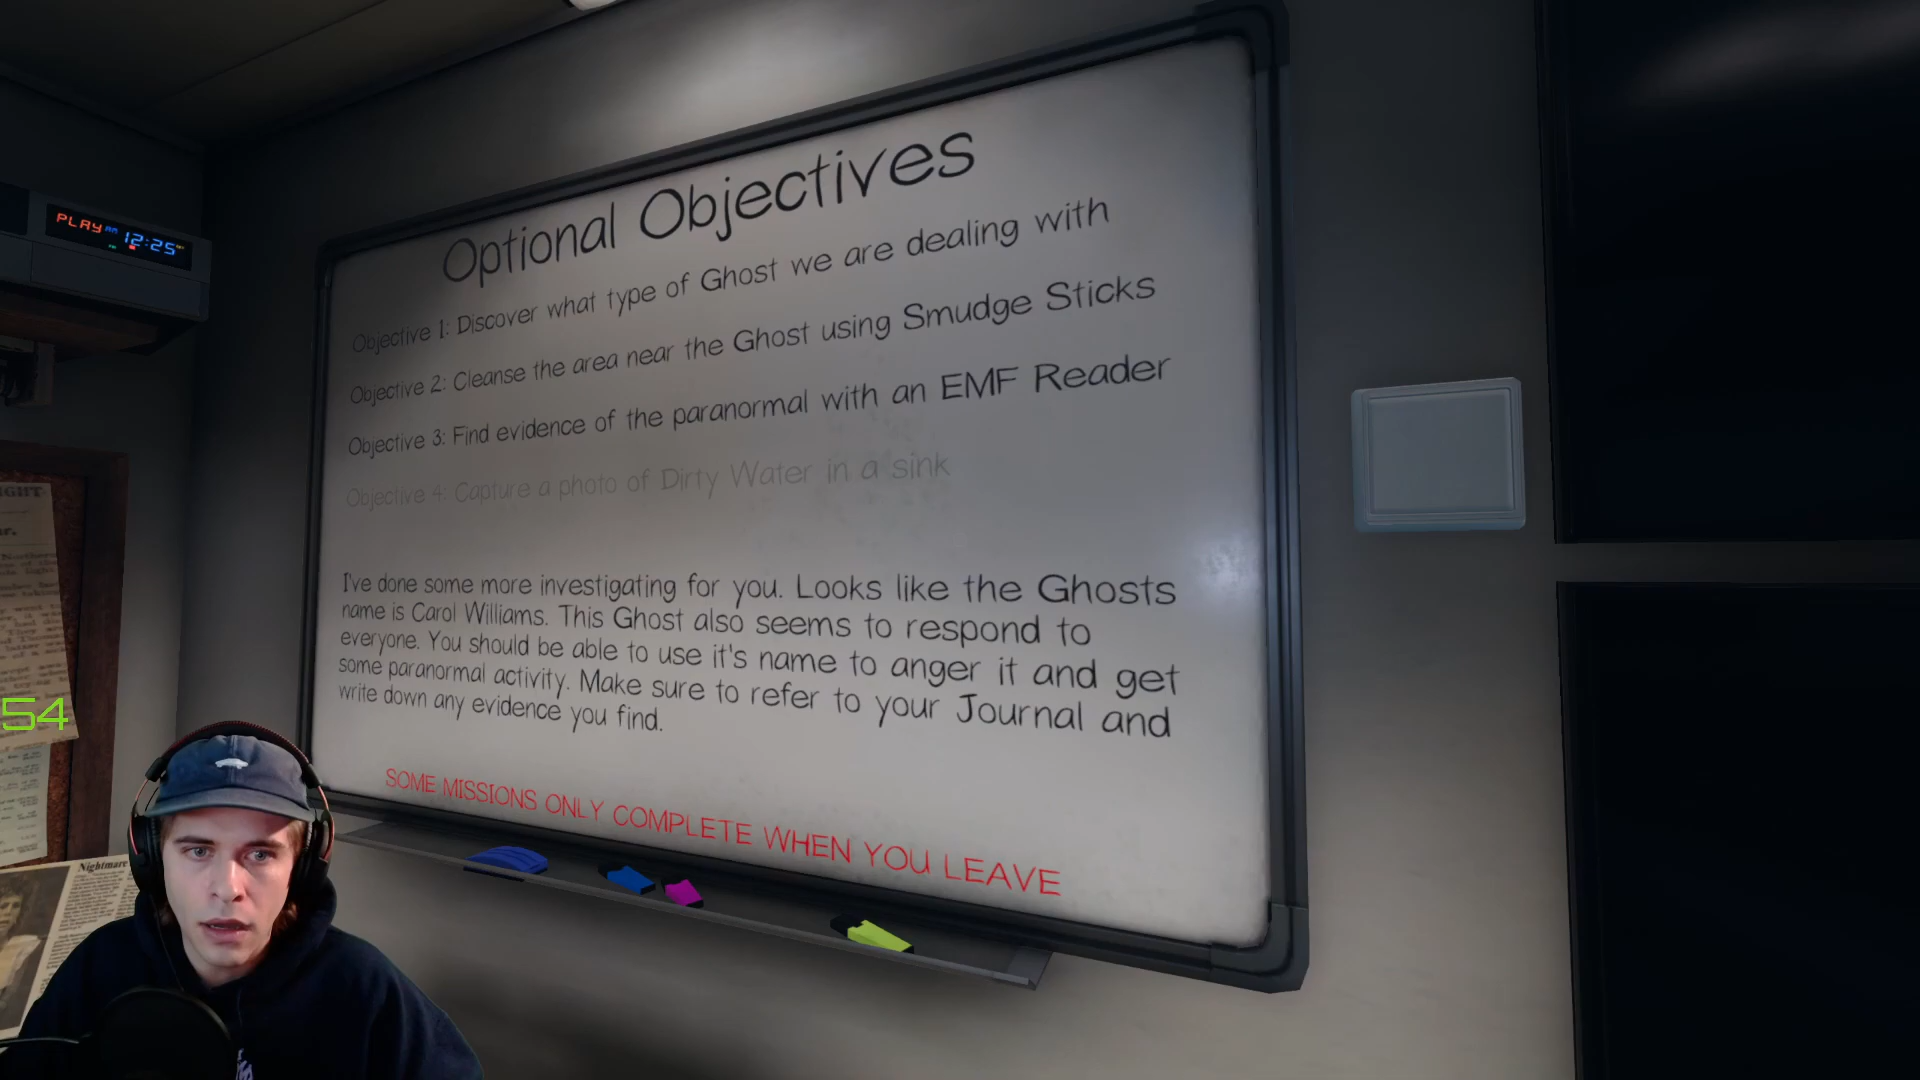 PLAY AM 12:25
Optional Objectives
Objective 1: Discover what type of Ghost we are dealing with
Objective 2: Cleanse the area near the Ghost using Smudge Sticks
Objective 3: Find evidence of the paranormal with an EMF Reader
Objective 4: Capture a photo of Dirty Water in a sink
I've done some more investigating for you. Looks like the Ghosts
name is Carol Williams. This Ghost also seems to respond to
everyone. You should be able to use it's name to anger it and get
some paranormal activity. Make sure to refer to your Journal and
write down any evidence you find.
SOME MISSIONS ONLY COMPLETE WHEN YOU LEAVE
54
Nightmare